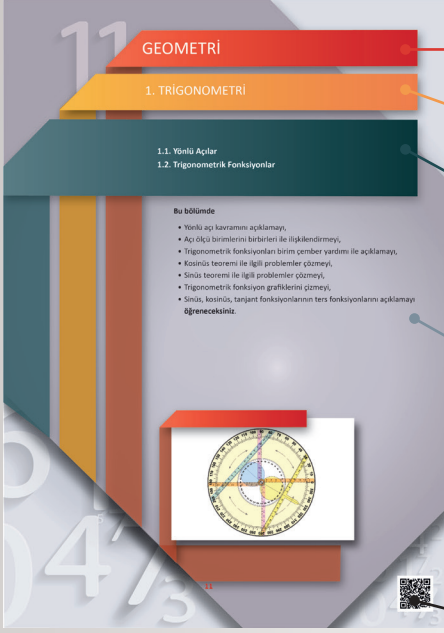 11
GEOMETRİ
1. TRİGONOMETRİ
1.1. Yönlü Açılar
1.2. Trigonometrik Fonksiyonlar
Bu bölümde
• Yönlü açı kavramını açıklamayı,
• Açı ölçü birimlerini birbirleri ile ilişkilendirmeyi,
• Trigonometrik fonksiyonları birim çember yardımı ile açıklamayı,
• Kosinüs teoremi ile ilgili problemler çözmeyi,
• Sinüs teoremi ile ilgili problemler çözmeyi,
• Trigonometrik fonksiyon grafiklerini çizmeyi,
• Sinüs, kosinüs, tanjant fonksiyonlarının ters fonksiyonlarını açıklamayı
öğreneceksiniz.